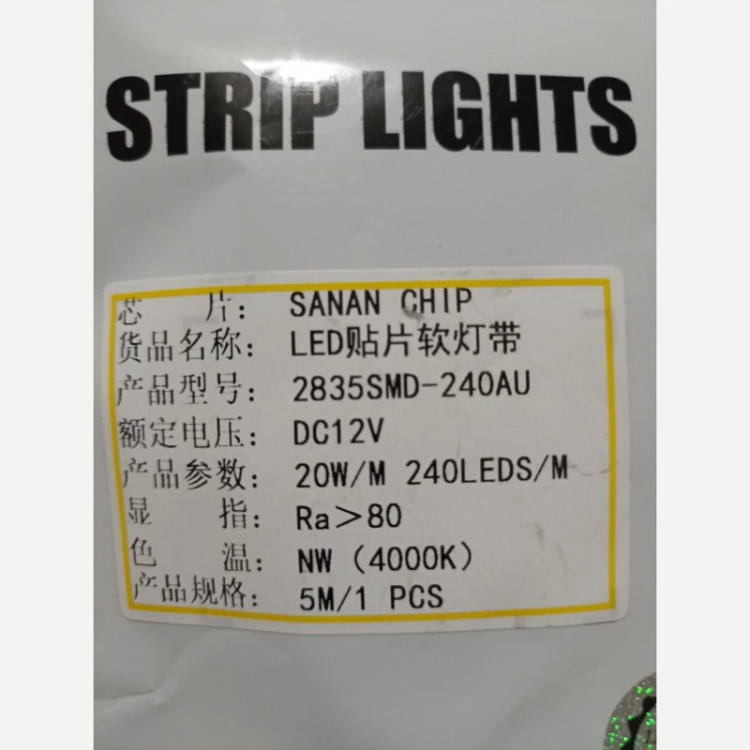 STRIP LIGHTS
芯 片： SANAN CHIP
货品名称： LED贴片软灯带
产品型号： 2835SMD-240AU
额定电压： DC12V
产品参数： 20W/M 240LEDS/M
显 指： Ra＞80
色 温： NW（4000K）
产品规格： 5M/1 PCS